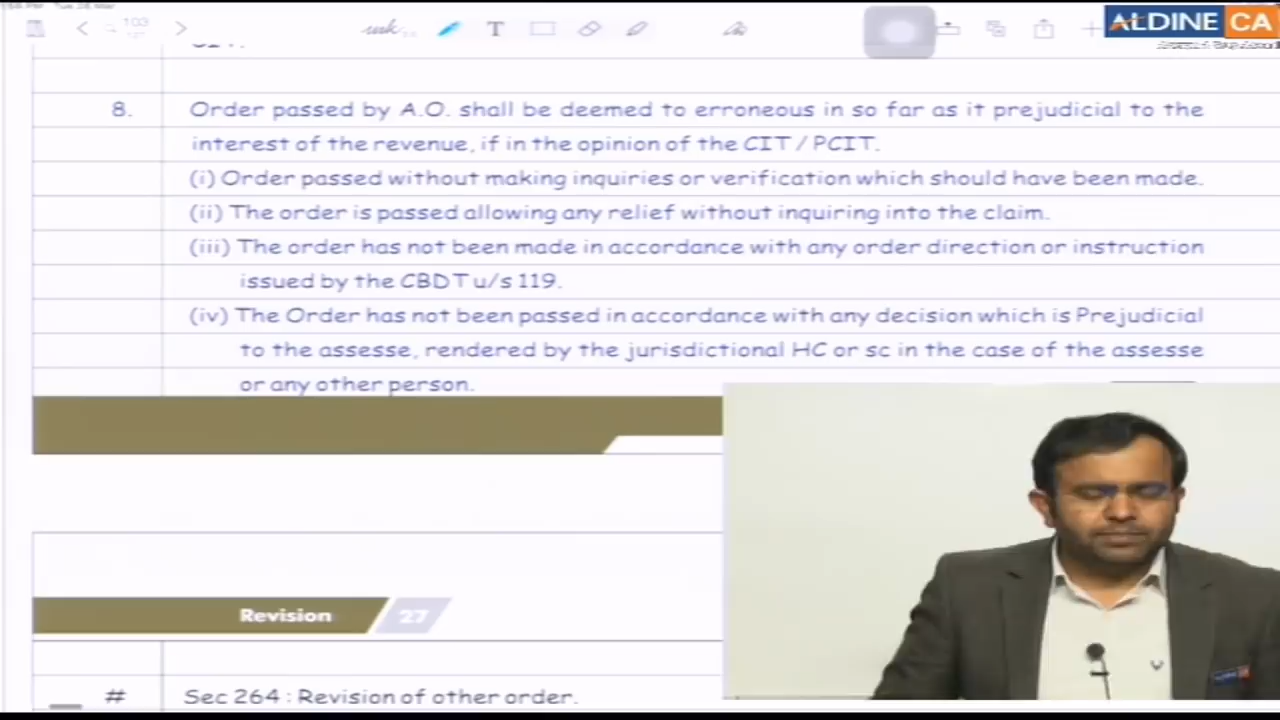 103
ALDINE CA
8. Order passed by A.O. shall be deemed to erroneous in so far as it prejudicial to the
interest of the revenue, if in the opinion of the CIT / PCIT.
(i) Order passed without making inquiries or verification which should have been made.
(ii) The order is passed allowing any relief without inquiring into the claim.
(iii) The order has not been made in accordance with any order direction or instruction
issued by the CBDT u/s 119.
(iv) The Order has not been passed in accordance with any decision which is Prejudicial
to the assesse, rendered by the jurisdictional HC or sc in the case of the assesse
or any other person.
Revision 27
# Sec 264 : Revision of other order.